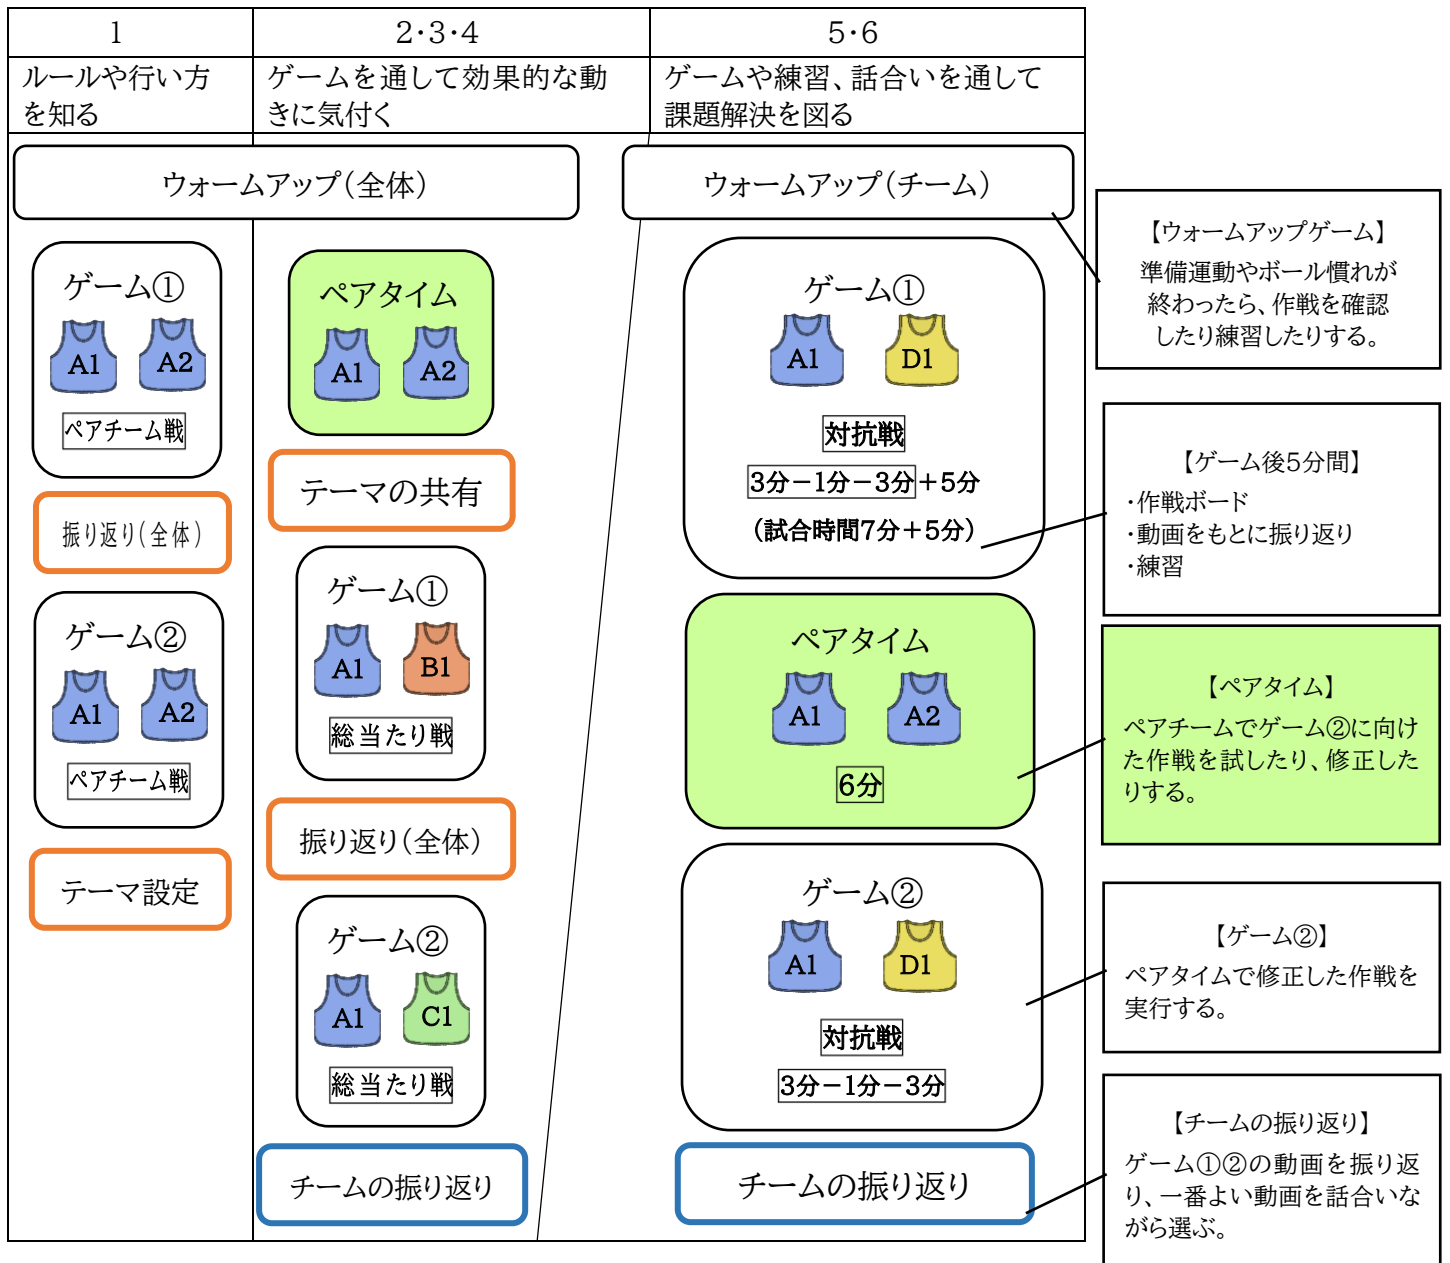 1
2・3・4
5・6
ルールや行い方
を知る
ゲームを通して効果的な動
きに気付く
ゲームや練習、話合いを通して
課題解決を図る
ウォームアップ（全体）
ウォームアップ（チーム）
ゲーム①
A1
A2
ペアチーム戦
振り返り（全体）
ゲーム②
A1
A2
ペアチーム戦
テーマ設定
ペアタイム
A1
A2
テーマの共有
ゲーム①
A1
B1
総当たり戦
振り返り（全体）
ゲーム②
A1
C1
総当たり戦
チームの振り返り
ゲーム①
A1
D1
対抗戦
3分－1分－3分＋5分
（試合時間7分＋5分）
ペアタイム
A1
A2
6分
ゲーム②
A1
D1
対抗戦
3分－1分－3分
チームの振り返り
【ウォームアップゲーム】
準備運動やボール慣れが
終わったら、作戦を確認
したり練習したりする。
【ゲーム後5分間】
・作戦ボード
・動画をもとに振り返り
・練習
【ペアタイム】
ペアチームでゲーム②に向け
た作戦を試したり、修正した
りする。
【ゲーム②】
ペアタイムで修正した作戦を
実行する。
【チームの振り返り】
ゲーム①②の動画を振り返
り、一番よい動画を話合いな
がら選ぶ。